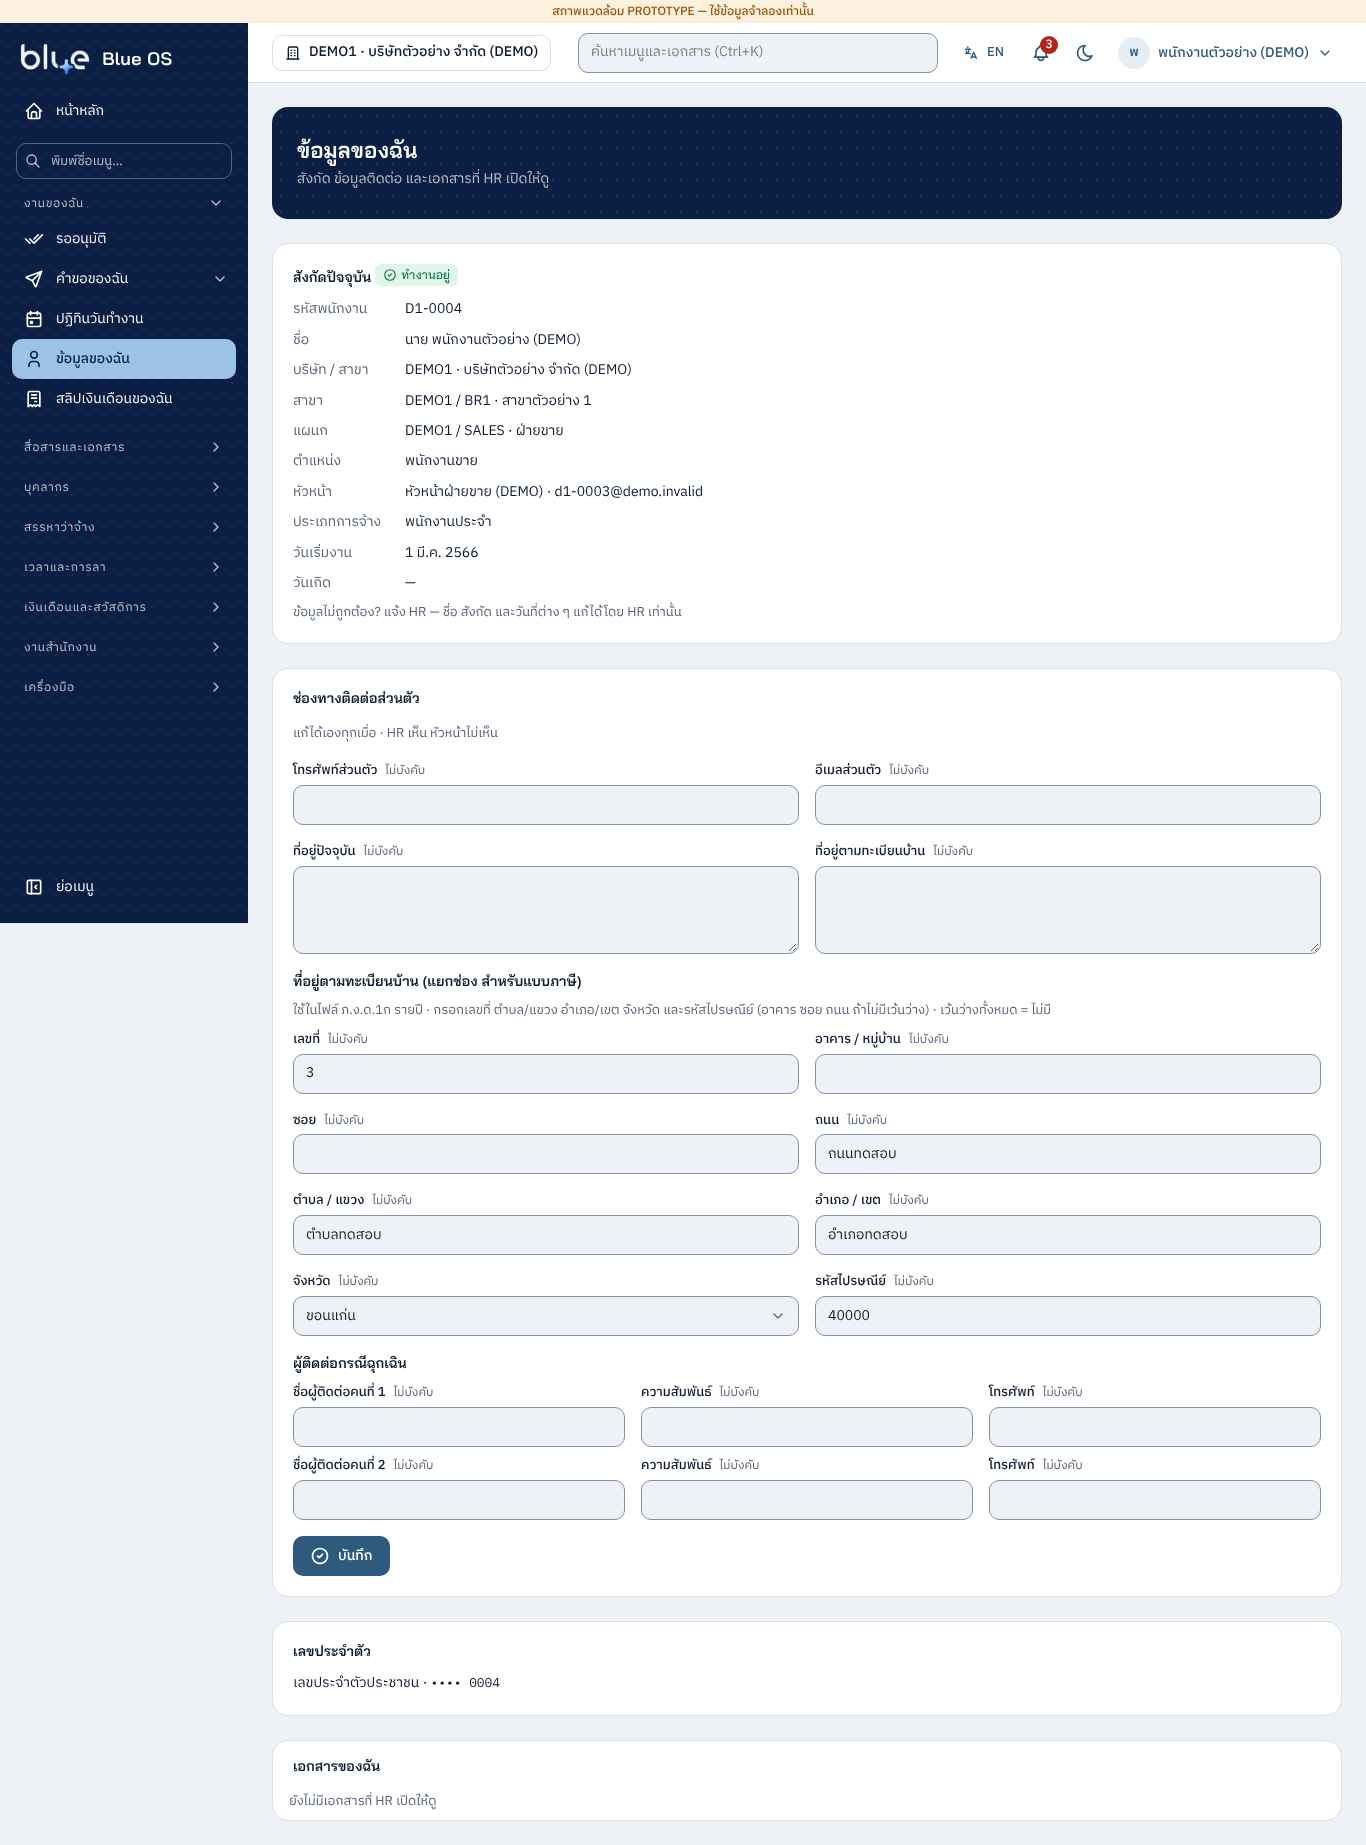 สภาพแวดล้อม PROTOTYPE — ใช้ข้อมูลจำลองเท่านั้น
blue Blue OS
DEMO1 · บริษัทตัวอย่าง จำกัด (DEMO)
ค้นหาเมนูและเอกสาร (Ctrl+K)
EN
3
พ พนักงานตัวอย่าง (DEMO)
หน้าหลัก
พิมพ์ชื่อเมนู...
งานของฉัน
รออนุมัติ
คำขอของฉัน
ปฏิทินวันทำงาน
ข้อมูลของฉัน
สลิปเงินเดือนของฉัน
สื่อสารและเอกสาร
บุคลากร
สรรหาว่าจ้าง
เวลาและการลา
เงินเดือนและสวัสดิการ
งานสำนักงาน
เครื่องมือ
ย่อเมนู
ข้อมูลของฉัน
สังกัด ข้อมูลติดต่อ และเอกสารที่ HR เปิดให้ดู
สังกัดปัจจุบัน ทำงานอยู่
รหัสพนักงาน D1-0004
ชื่อ นาย พนักงานตัวอย่าง (DEMO)
บริษัท / สาขา DEMO1 · บริษัทตัวอย่าง จำกัด (DEMO)
สาขา DEMO1 / BR1 · สาขาตัวอย่าง 1
แผนก DEMO1 / SALES · ฝ่ายขาย
ตำแหน่ง พนักงานขาย
หัวหน้า หัวหน้าฝ่ายขาย (DEMO) · d1-0003@demo.invalid
ประเภทการจ้าง พนักงานประจำ
วันเริ่มงาน 1 มี.ค. 2566
วันเกิด —
ข้อมูลไม่ถูกต้อง? แจ้ง HR — ชื่อ สังกัด และวันที่ต่าง ๆ แก้ได้โดย HR เท่านั้น
ช่องทางติดต่อส่วนตัว
แก้ได้เองทุกเมื่อ · HR เห็น หัวหน้าไม่เห็น
โทรศัพท์ส่วนตัว ไม่บังคับ อีเมลส่วนตัว ไม่บังคับ
ที่อยู่ปัจจุบัน ไม่บังคับ ที่อยู่ตามทะเบียนบ้าน ไม่บังคับ
ที่อยู่ตามทะเบียนบ้าน (แยกช่อง สำหรับแบบภาษี)
ใช้ในไฟล์ ภ.ง.ด.1ก รายปี · กรอกเลขที่ ตำบล/แขวง อำเภอ/เขต จังหวัด และรหัสไปรษณีย์ (อาคาร ซอย ถนน ถ้าไม่มีเว้นว่าง) · เว้นว่างทั้งหมด = ไม่มี
เลขที่ ไม่บังคับ อาคาร / หมู่บ้าน ไม่บังคับ
3
ซอย ไม่บังคับ ถนน ไม่บังคับ
ถนนทดสอบ
ตำบล / แขวง ไม่บังคับ อำเภอ / เขต ไม่บังคับ
ตำบลทดสอบ อำเภอทดสอบ
จังหวัด ไม่บังคับ รหัสไปรษณีย์ ไม่บังคับ
ขอนแก่น 40000
ผู้ติดต่อกรณีฉุกเฉิน
ชื่อผู้ติดต่อคนที่ 1 ไม่บังคับ ความสัมพันธ์ ไม่บังคับ โทรศัพท์ ไม่บังคับ
ชื่อผู้ติดต่อคนที่ 2 ไม่บังคับ ความสัมพันธ์ ไม่บังคับ โทรศัพท์ ไม่บังคับ
บันทึก
เลขประจำตัว
เลขประจำตัวประชาชน · •••• 0004
เอกสารของฉัน
ยังไม่มีเอกสารที่ HR เปิดให้ดู